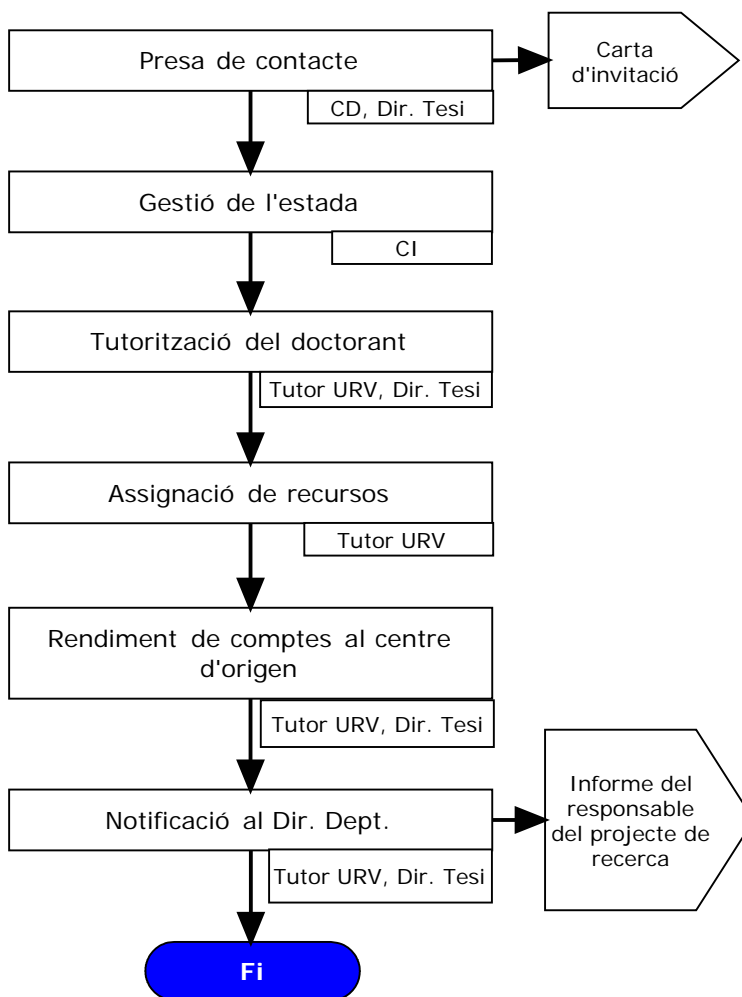 Presa de contacte
Carta
d'invitació
CD, Dir. Tesi
Gestió de l'estada
CI
Tutorització del doctorant
Tutor URV, Dir. Tesi
Assignació de recursos
Tutor URV
Rendiment de comptes al centre
d'origen
Tutor URV, Dir. Tesi
Notificació al Dir. Dept.
Informe del
responsable
del projecte de
recerca
Tutor URV, Dir. Tesi
Fi